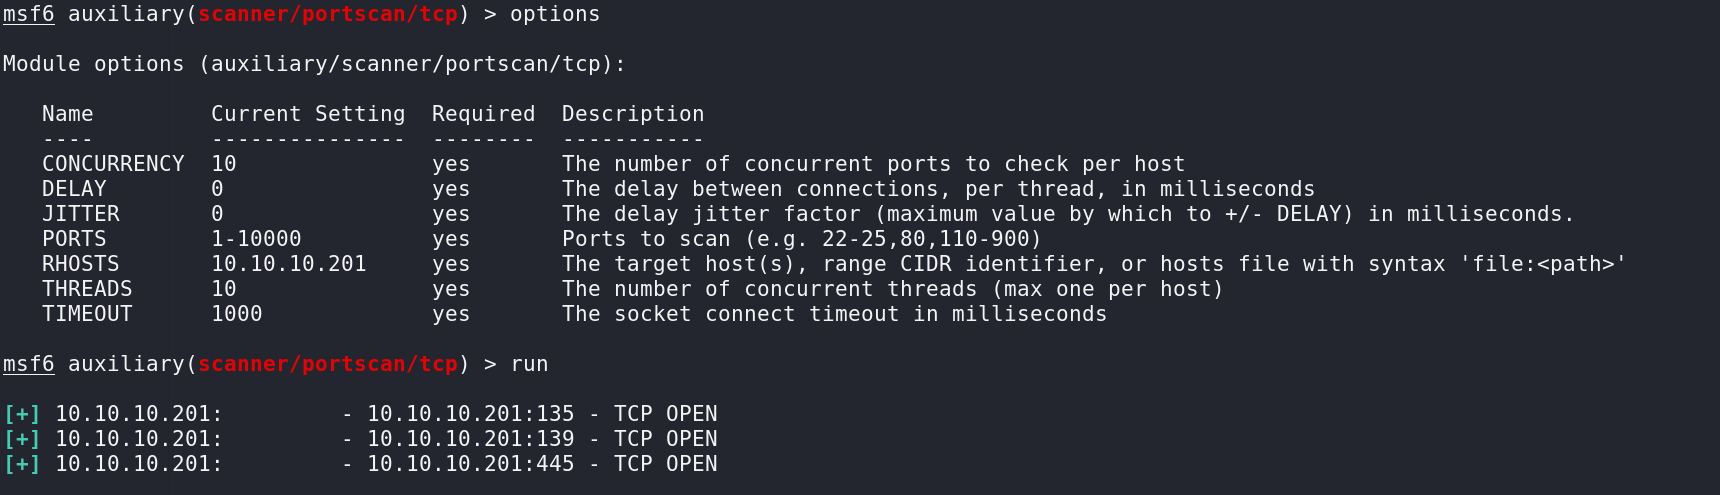 msf6 auxiliary(scanner/portscan/tcp) > options
Module options (auxiliary/scanner/portscan/tcp):
Name         Current Setting  Required  Description
----         ---------------  --------  -----------
CONCURRENCY  10               yes       The number of concurrent ports to check per host
DELAY        0                yes       The delay between connections, per thread, in milliseconds
JITTER       0                yes       The delay jitter factor (maximum value by which to +/- DELAY) in milliseconds.
PORTS        1-10000          yes       Ports to scan (e.g. 22-25,80,110-900)
RHOSTS       10.10.10.201     yes       The target host(s), range CIDR identifier, or hosts file with syntax 'file:<path>'
THREADS      10               yes       The number of concurrent threads (max one per host)
TIMEOUT      1000             yes       The socket connect timeout in milliseconds
msf6 auxiliary(scanner/portscan/tcp) > run
[+] 10.10.10.201:         - 10.10.10.201:135 - TCP OPEN
[+] 10.10.10.201:         - 10.10.10.201:139 - TCP OPEN
[+] 10.10.10.201:         - 10.10.10.201:445 - TCP OPEN